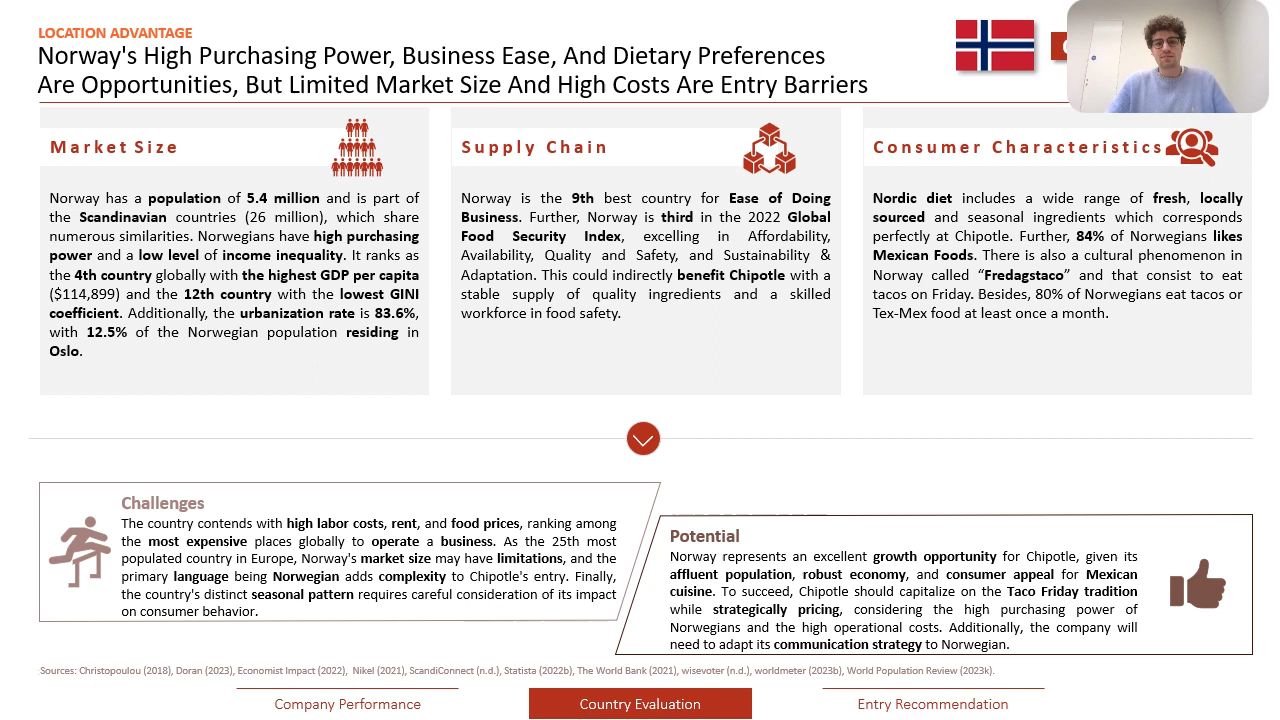 LOCATION ADVANTAGE
Norway's High Purchasing Power, Business Ease, And Dietary Preferences
Are Opportunities, But Limited Market Size And High Costs Are Entry Barriers
Market Size
Norway has a population of 5.4 million and is part of
the Scandinavian countries (26 million), which share
numerous similarities. Norwegians have high purchasing
power and a low level of income inequality. It ranks as
the 4th country globally with the highest GDP per capita
($114,899) and the 12th country with the lowest GINI
coefficient. Additionally, the urbanization rate is 83.6%,
with 12.5% of the Norwegian population residing in
Oslo.
Supply Chain
Norway is the 9th best country for Ease of Doing
Business. Further, Norway is third in the 2022 Global
Food Security Index, excelling in Affordability,
Availability, Quality and Safety, and Sustainability &
Adaptation. This could indirectly benefit Chipotle with a
stable supply of quality ingredients and a skilled
workforce in food safety.
Consumer Characteristics
Nordic diet includes a wide range of fresh, locally
sourced and seasonal ingredients which corresponds
perfectly at Chipotle. Further, 84% of Norwegians likes
Mexican Foods. There is also a cultural phenomenon in
Norway called “Fredagstaco” and that consist to eat
tacos on Friday. Besides, 80% of Norwegians eat tacos or
Tex-Mex food at least once a month.
Challenges
The country contends with high labor costs, rent, and food prices, ranking among
the most expensive places globally to operate a business. As the 25th most
populated country in Europe, Norway's market size may have limitations, and the
primary language being Norwegian adds complexity to Chipotle's entry. Finally,
the country's distinct seasonal pattern requires careful consideration of its impact
on consumer behavior.
Potential
Norway represents an excellent growth opportunity for Chipotle, given its
affluent population, robust economy, and consumer appeal for Mexican
cuisine. To succeed, Chipotle should capitalize on the Taco Friday tradition
while strategically pricing, considering the high purchasing power of
Norwegians and the high operational costs. Additionally, the company will
need to adapt its communication strategy to Norwegian.
Sources: Christopoulou (2018), Doran (2023), Economist Impact (2022), Nikel (2021), ScandiConnect (n.d.), Statista (2022b), The World Bank (2021), wisevoter (n.d.), worldmeter (2023b), World Population Review (2023k).
Company Performance
Country Evaluation
Entry Recommendation